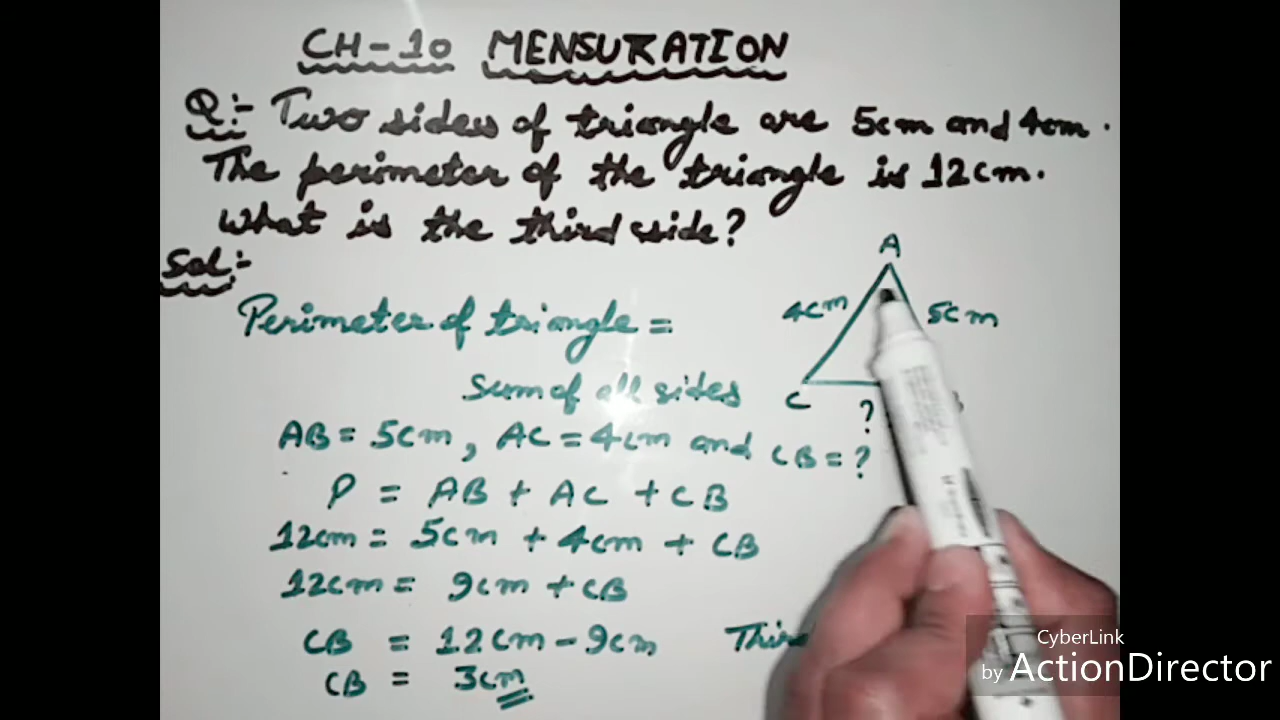 CH-10 MENSURATION
Q:- Two sides of triangle are 5cm and 4cm.
The perimeter of the triangle is 12cm.
What is the third side?
Sol:-
Perimeter of triangle =
Sum of all sides
A
4cm 5cm
C
?
AB = 5cm, AC = 4cm and CB = ?
P = AB + AC + CB
12cm = 5cm + 4cm + CB
12cm = 9cm + CB
CB = 12cm - 9cm
CB = 3cm
CyberLink
by ActionDirector